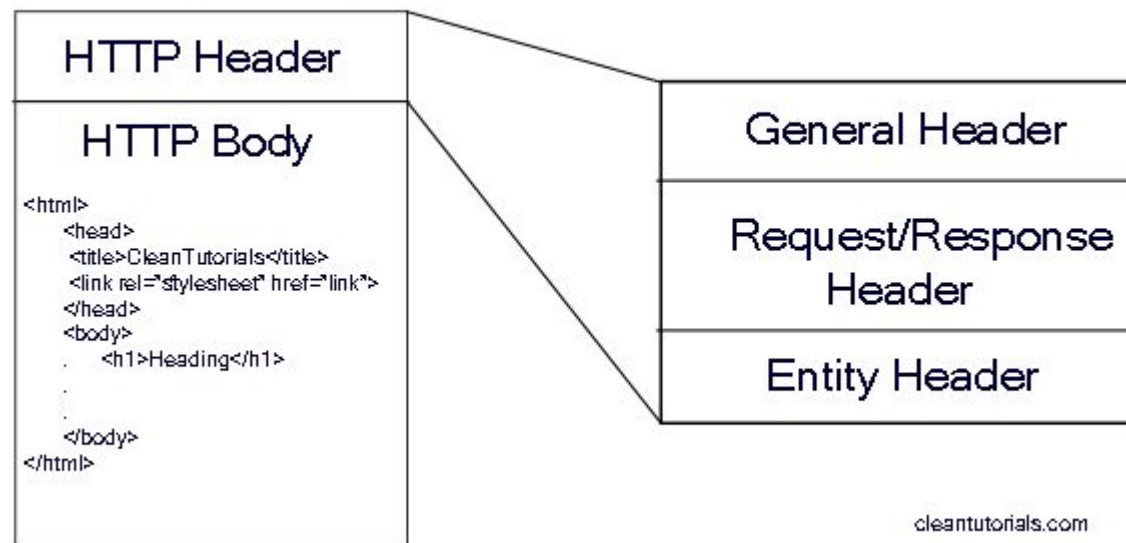 HTTP Header
HTTP Body
<html>
<head>
<title>CleanTutorials</title>
<link rel="stylesheet" href="link">
</head>
<body>
. <h1>Heading</h1>
.
.
</body>
</html>
General Header
Request/Response
Header
Entity Header
cleantutorials.com